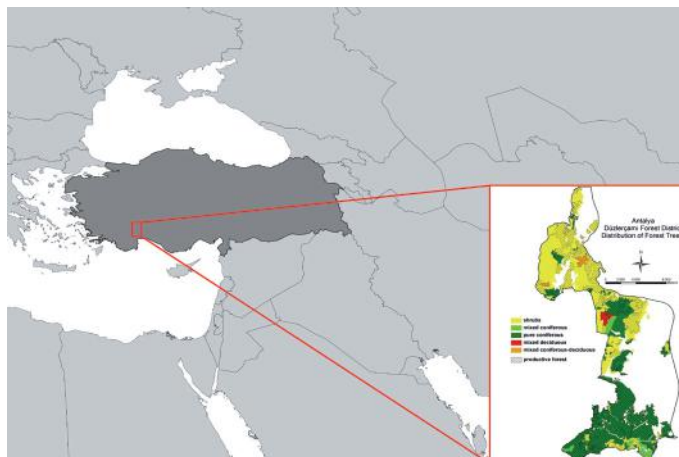 Antalya
Düzlerçamı Forest District
Distribution of Forest Tree
N
shrubs
mixed coniferous
pure coniferous
mixed deciduous
mixed coniferous-deciduous
productive forest